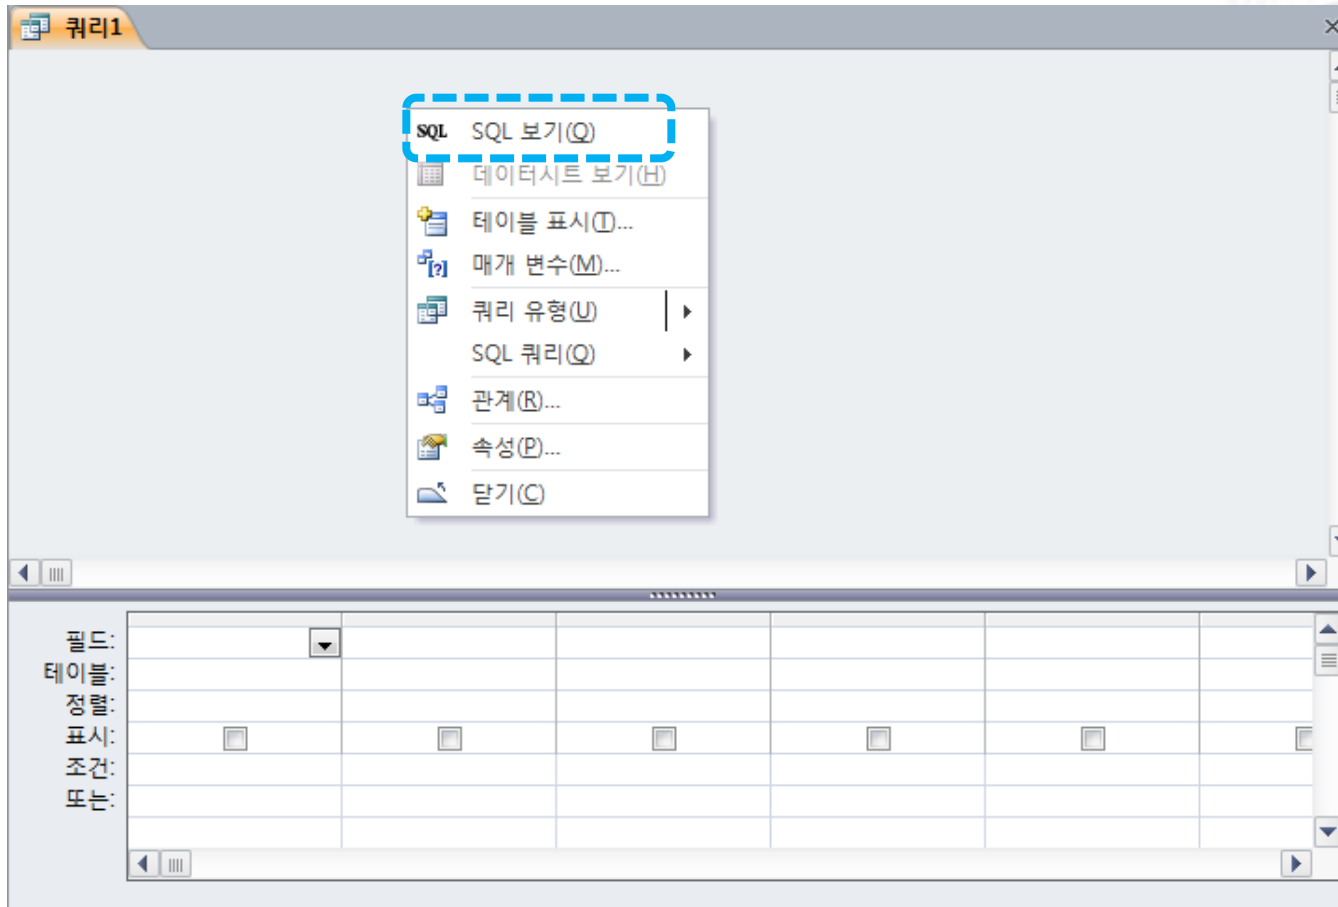 쿼리1
SQL SQL 보기(Q)
데이터시트 보기(H)
테이블 표시(T)...
매개 변수(M)...
쿼리 유형(U)
SQL 쿼리(Q)
관계(R)...
속성(P)...
닫기(C)
필드:
테이블:
정렬:
표시:
조건:
또는: